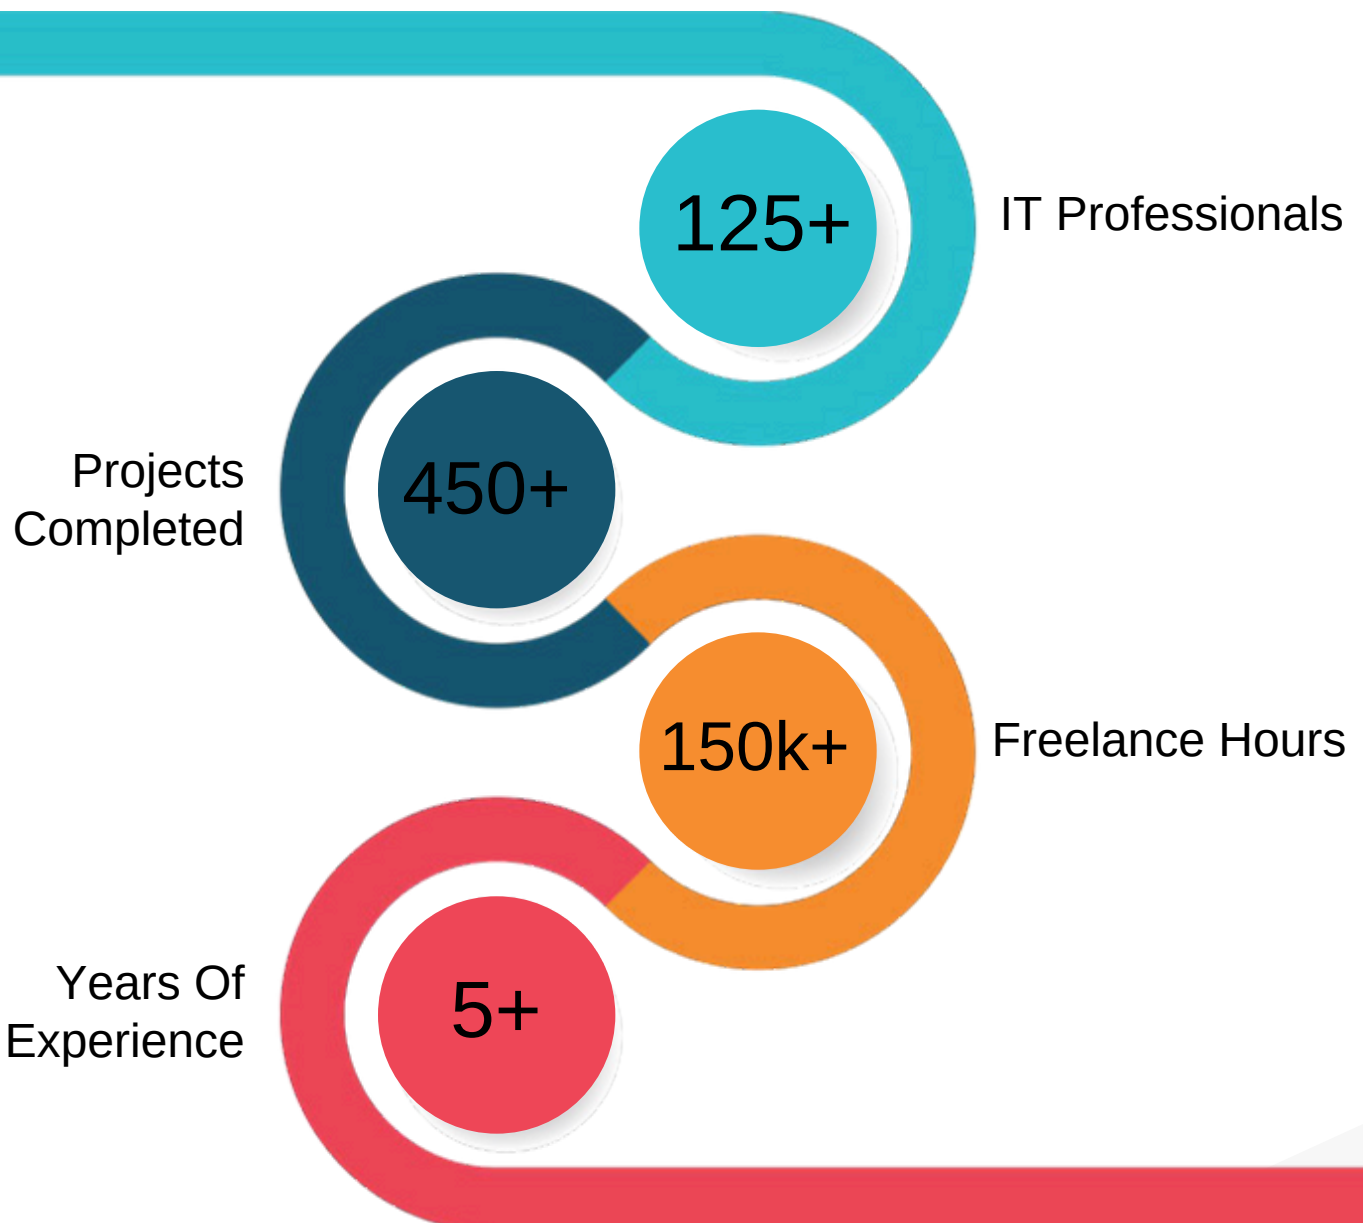 125+
IT Professionals
Projects
Completed
450+
150k+
Freelance Hours
Years Of
Experience
5+